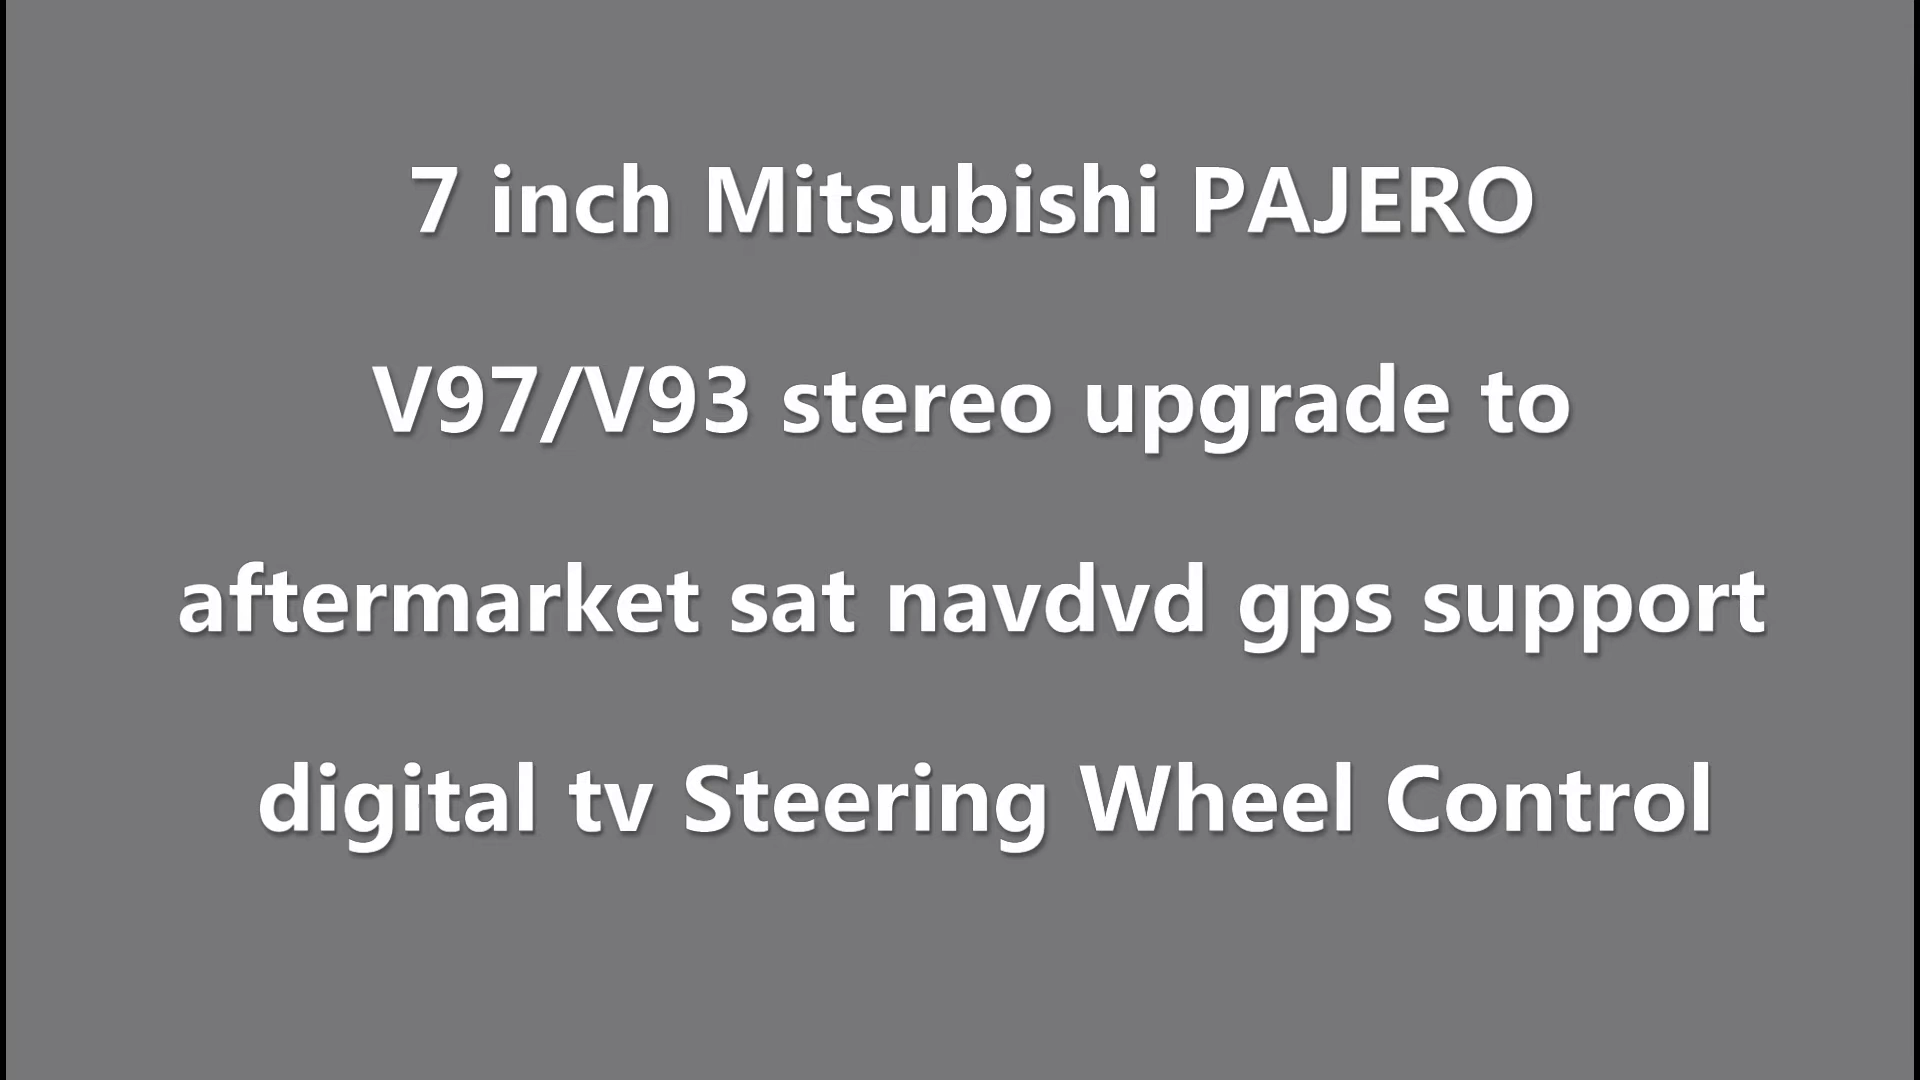 7 inch Mitsubishi PAJERO
V97/V93 stereo upgrade to
aftermarket sat navdvd gps support
digital tv Steering Wheel Control